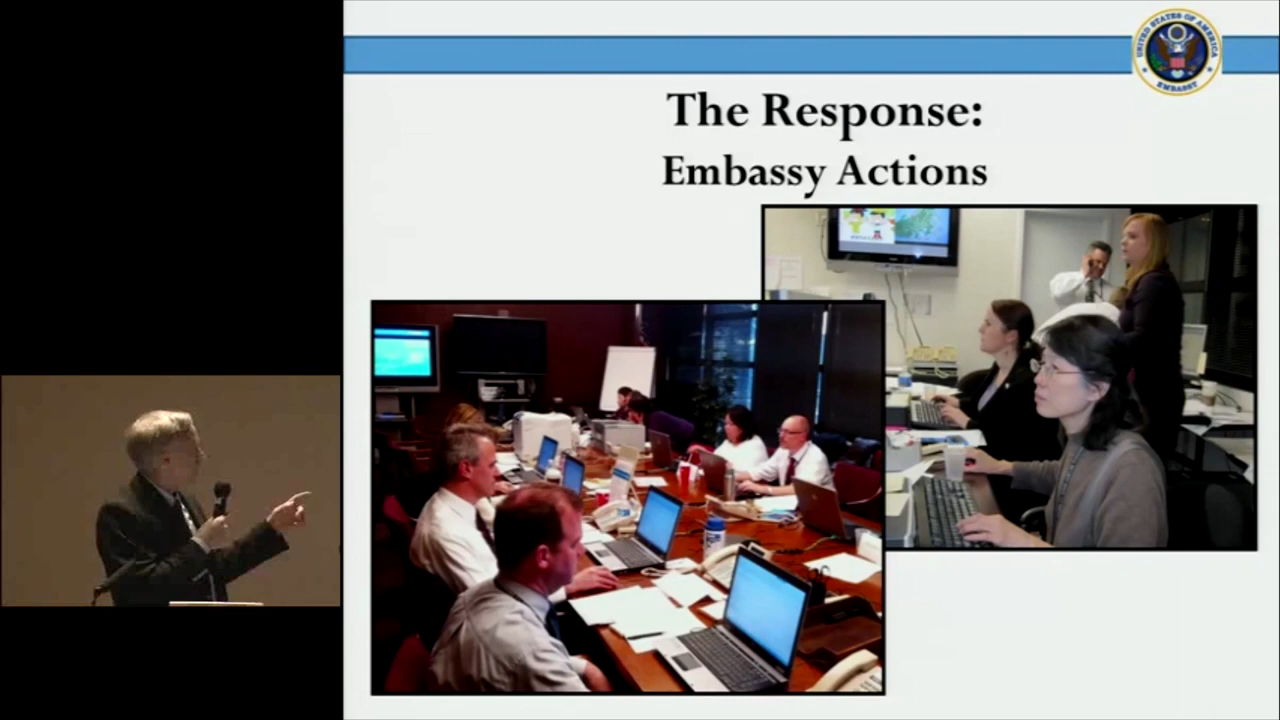 UNITED STATES OF AMERICA
EMBASSY
The Response:
Embassy Actions